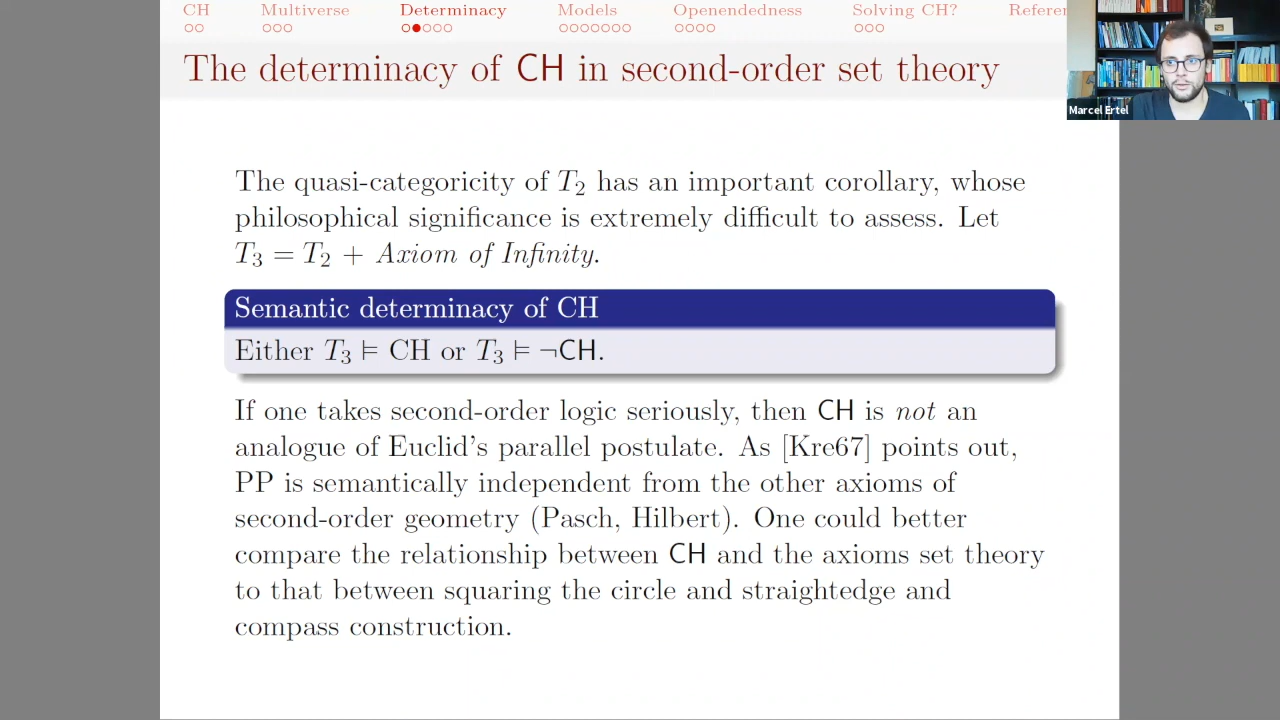 CH Multiverse Determinacy Models Openendedness Solving CH? Referen
The determinacy of CH in second-order set theory
Marcel Ertel
The quasi-categoricity of T₂ has an important corollary, whose
philosophical significance is extremely difficult to assess. Let
T₃ = T₂ + Axiom of Infinity.
Semantic determinacy of CH
Either T₃ ⊨ CH or T₃ ⊨ ¬CH.
If one takes second-order logic seriously, then CH is not an
analogue of Euclid's parallel postulate. As [Kre67] points out,
PP is semantically independent from the other axioms of
second-order geometry (Pasch, Hilbert). One could better
compare the relationship between CH and the axioms set theory
to that between squaring the circle and straightedge and
compass construction.